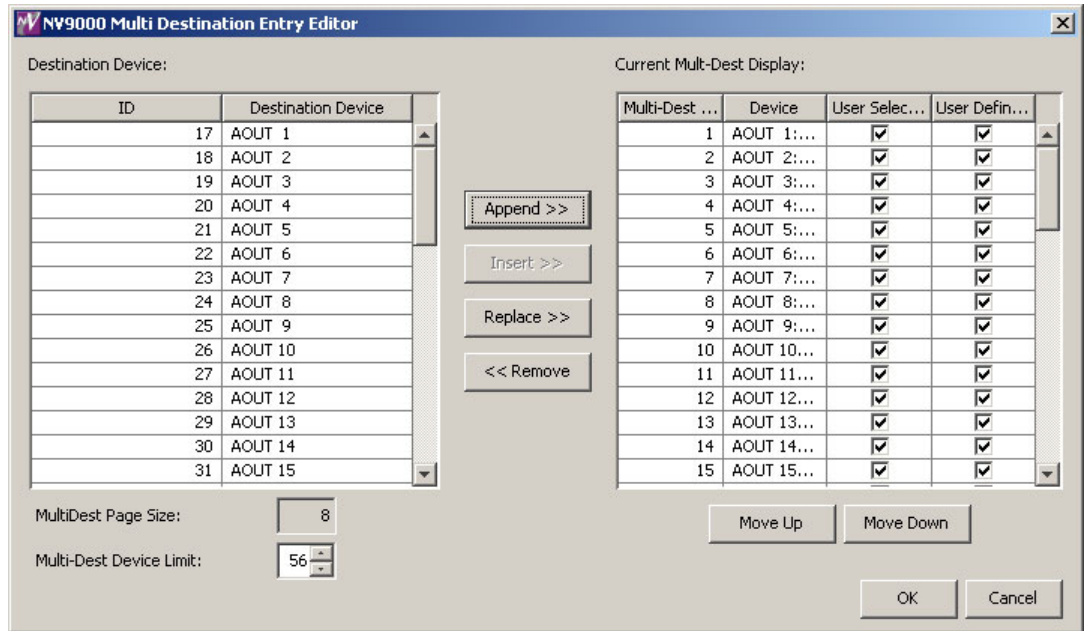 NV9000 Multi Destination Entry Editor
Destination Device:
Current Mult-Dest Display:
ID Destination Device
Multi-Dest ... Device User Selec... User Defin...
17 AOUT 1
18 AOUT 2
19 AOUT 3
20 AOUT 4
21 AOUT 5
22 AOUT 6
23 AOUT 7
24 AOUT 8
25 AOUT 9
26 AOUT 10
27 AOUT 11
28 AOUT 12
29 AOUT 13
30 AOUT 14
31 AOUT 15
Append >>
Insert >>
Replace >>
<< Remove
1 AOUT 1:...
2 AOUT 2:...
3 AOUT 3:...
4 AOUT 4:...
5 AOUT 5:...
6 AOUT 6:...
7 AOUT 7:...
8 AOUT 8:...
9 AOUT 9:...
10 AOUT 10...
11 AOUT 11...
12 AOUT 12...
13 AOUT 13...
14 AOUT 14...
15 AOUT 15...
MultiDest Page Size: 8
Multi-Dest Device Limit: 56
Move Up Move Down
OK Cancel